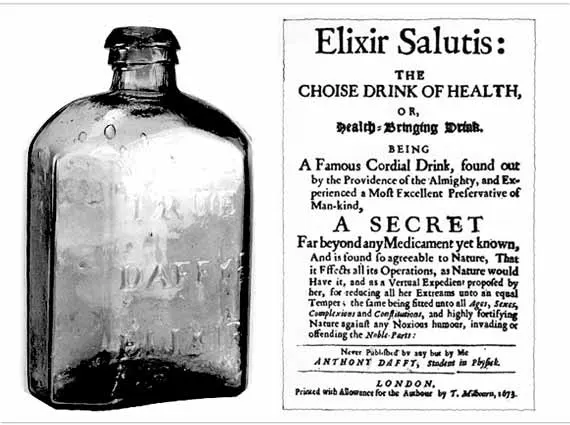 TRUE
DAFFY
Elixir Salutis:
THE
CHOISE DRINK OF HEALTH,
OR,
Health-Bringing Drink.
BEING
A Famous Cordial Drink, found out
by the Providence of the Almighty, and Ex-
perienced a Moſt Excellent Preſervative of
Man-kind,
A SECRET
Far beyond any Medicament yet known,
And is found ſo agreeable to Nature, That
it Effects all its Operations, as Nature would
Have it, and as a Vertual Expedient propoſed by
her, for reducing all her Extreams unto an equal
Temper; the ſame being fitted unto all Ages, Sexes,
Complexions and Conſtitutions, and highly fortifying
Nature againſt any Noxious humour, invading or
offending the Noble Parts:
Never Publiſhed by any but by Me
ANTHONY DAFFY, Student in Phyſick.
LONDON,
Printed with Allowance for the Authour by T. Milbourn, 1673.